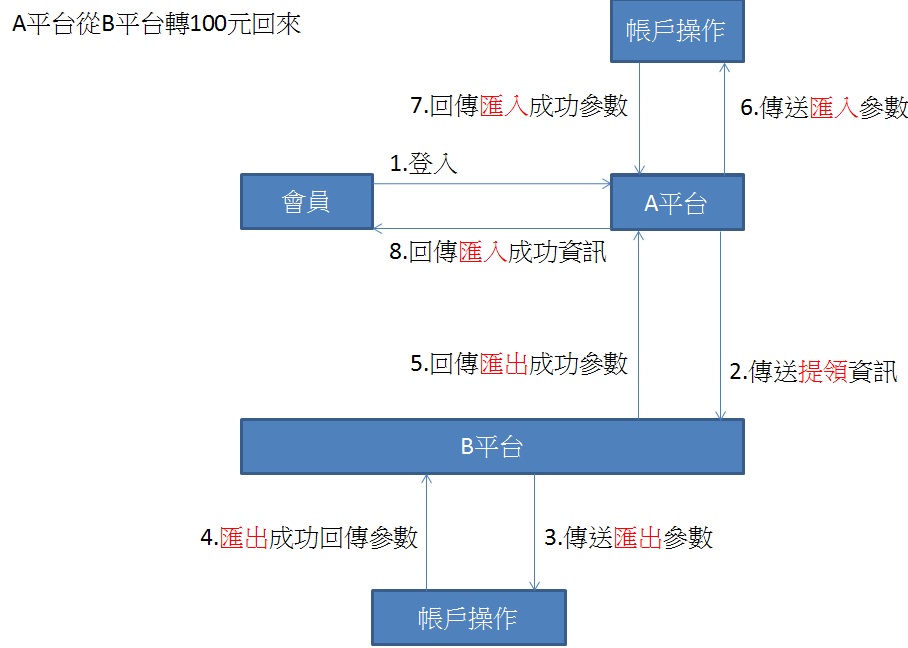 A平台從B平台轉100元回來
帳戶操作
7.回傳匯入成功參數
6.傳送匯入參數
1.登入
會員
A平台
8.回傳匯入成功資訊
5.回傳匯出成功參數
2.傳送提領資訊
B平台
4.匯出成功回傳參數
3.傳送匯出參數
帳戶操作